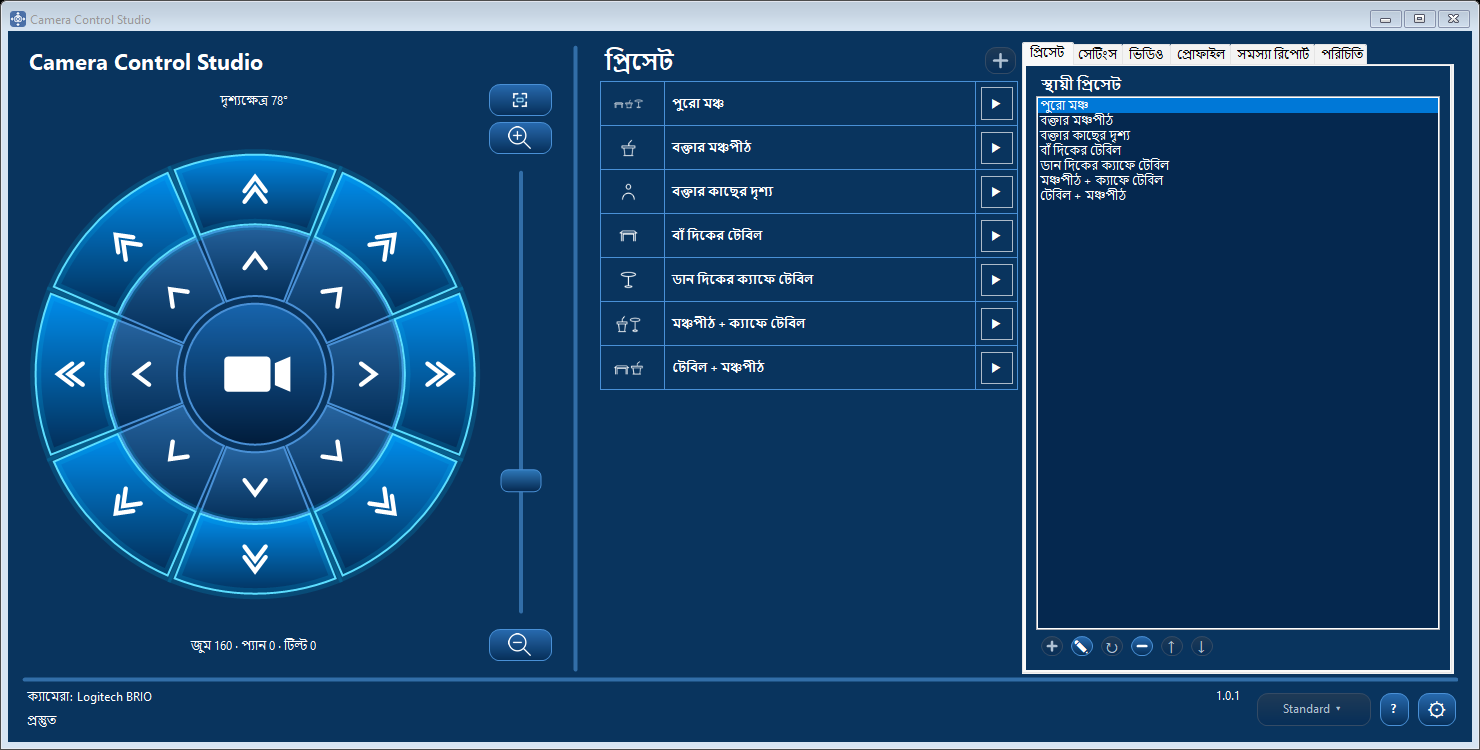 Camera Control Studio
Camera Control Studio
দৃশ্যক্ষেত্র 78°
জুম 160 · প্যান 0 · টিল্ট 0
প্রিসেট
পুরো মঞ্চ
বক্তার মঞ্চপীঠ
বক্তার কাছের দৃশ্য
বাঁ দিকের টেবিল
ডান দিকের ক্যাফে টেবিল
মঞ্চপীঠ + ক্যাফে টেবিল
টেবিল + মঞ্চপীঠ
প্রিসেট সেটিংস ভিডিও প্রোফাইল সমস্যা রিপোর্ট পরিচিতি
স্থায়ী প্রিসেট
পুরো মঞ্চ
বক্তার মঞ্চপীঠ
বক্তার কাছের দৃশ্য
বাঁ দিকের টেবিল
ডান দিকের ক্যাফে টেবিল
মঞ্চপীঠ + ক্যাফে টেবিল
টেবিল + মঞ্চপীঠ
ক্যামেরা: Logitech BRIO
প্রস্তুত
1.0.1
Standard
?